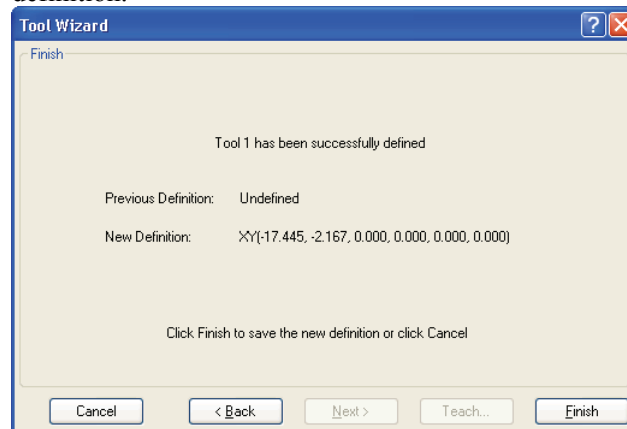 definition.
Tool Wizard
Finish
Tool 1 has been successfully defined
Previous Definition: Undefined
New Definition: XY(-17.445, -2.167, 0.000, 0.000, 0.000, 0.000)
Click Finish to save the new definition or click Cancel
Cancel < Back Next > Teach... Finish